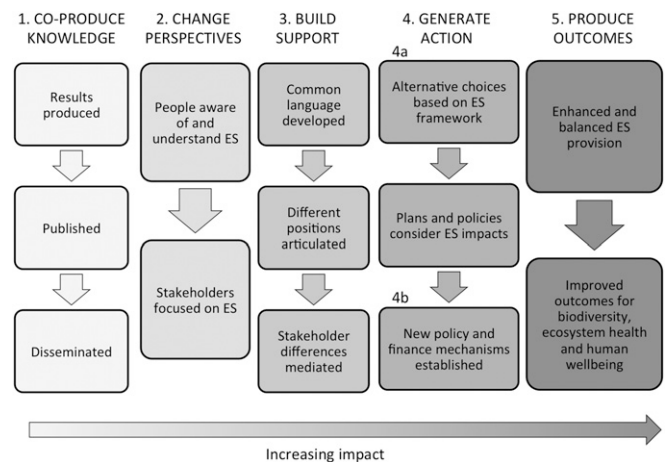 1. CO-PRODUCE
KNOWLEDGE
Results
produced
Published
Disseminated
2. CHANGE
PERSPECTIVES
People aware
of and
understand ES
Stakeholders
focused on ES
3. BUILD
SUPPORT
Common
language
developed
Different
positions
articulated
Stakeholder
differences
mediated
4. GENERATE
ACTION
4a
Alternative choices
based on ES
framework
Plans and policies
consider ES impacts
4b
New policy and
finance mechanisms
established
5. PRODUCE
OUTCOMES
Enhanced and
balanced ES
provision
Improved
outcomes for
biodiversity,
ecosystem health
and human
wellbeing
Increasing impact